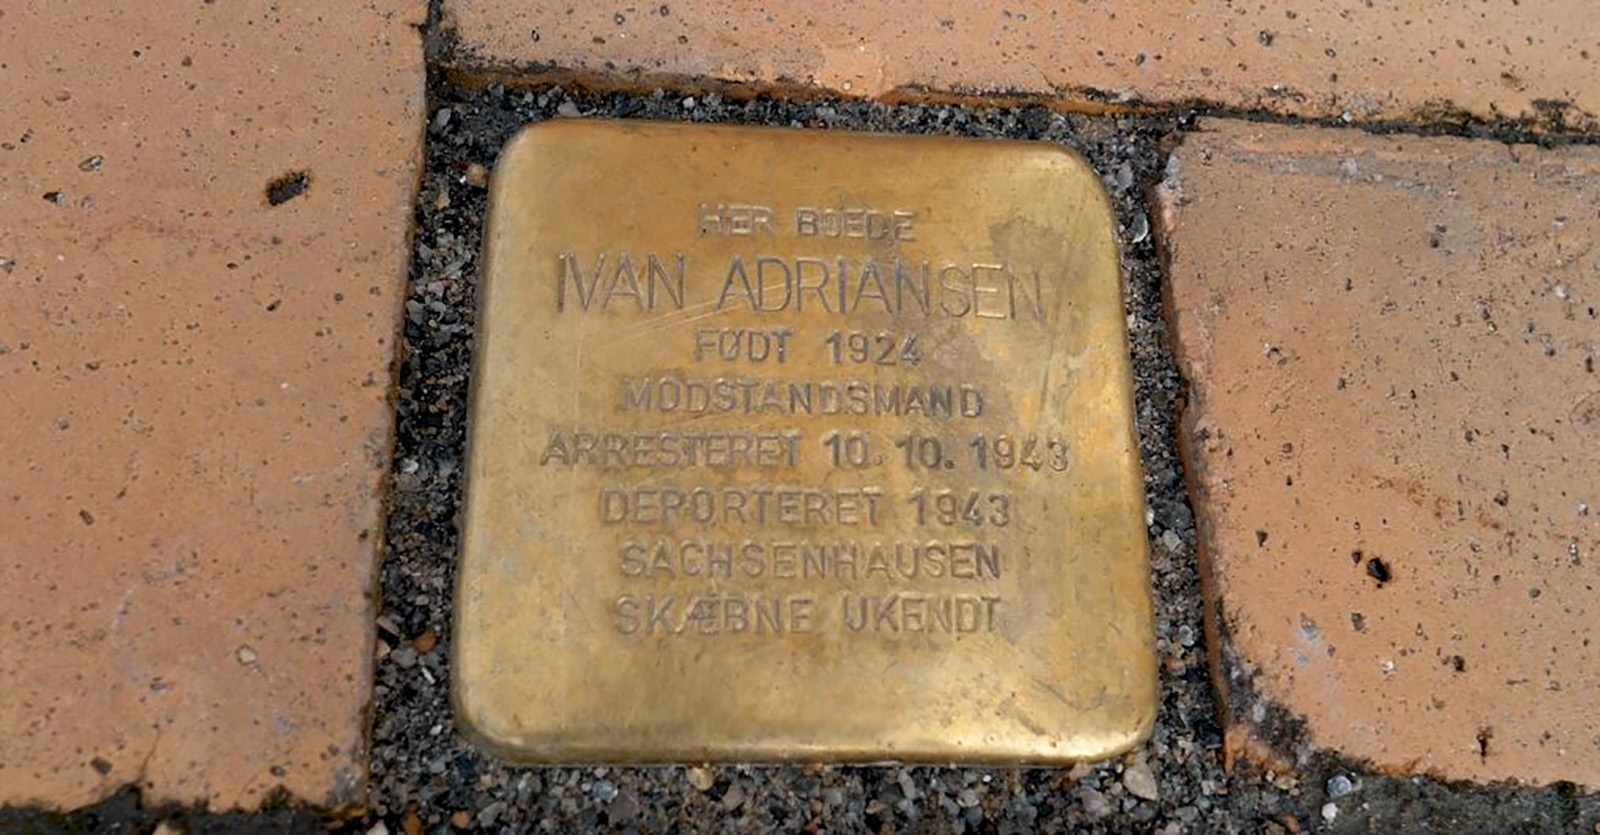 HER BOEDE
IVAN ADRIANSEN
FØDT 1924
MODSTANDSMAND
ARRESTERET 10.10.1943
DEPORTERET 1943
SACHSENHAUSEN
SKÆBNE UKENDT